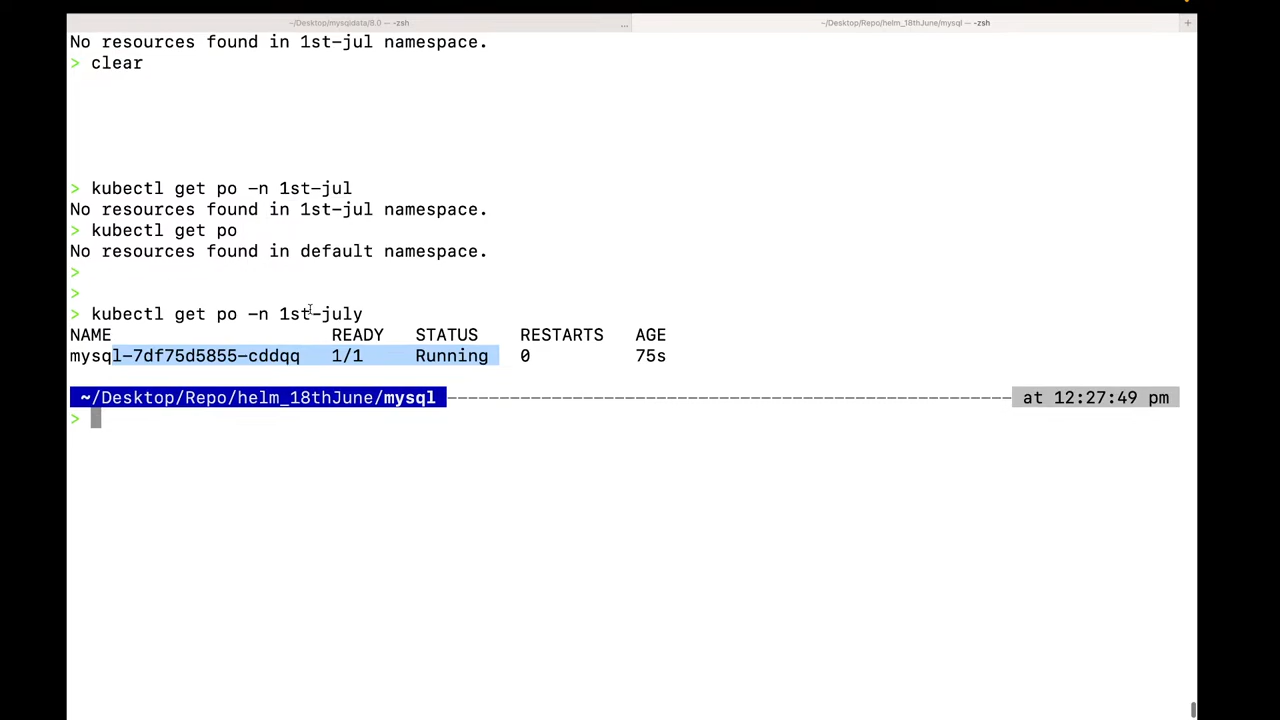 ~/Desktop/mysqldata/8.0 — -zsh ... ~/Desktop/Repo/helm_18thJune/mysql — -zsh +
No resources found in 1st-jul namespace.
> clear
> kubectl get po -n 1st-jul
No resources found in 1st-jul namespace.
> kubectl get po
No resources found in default namespace.
>
>
> kubectl get po -n 1st-july
NAME READY STATUS RESTARTS AGE
mysql-7df75d5855-cddqq 1/1 Running 0 75s
~/Desktop/Repo/helm_18thJune/mysql at 12:27:49 pm
>